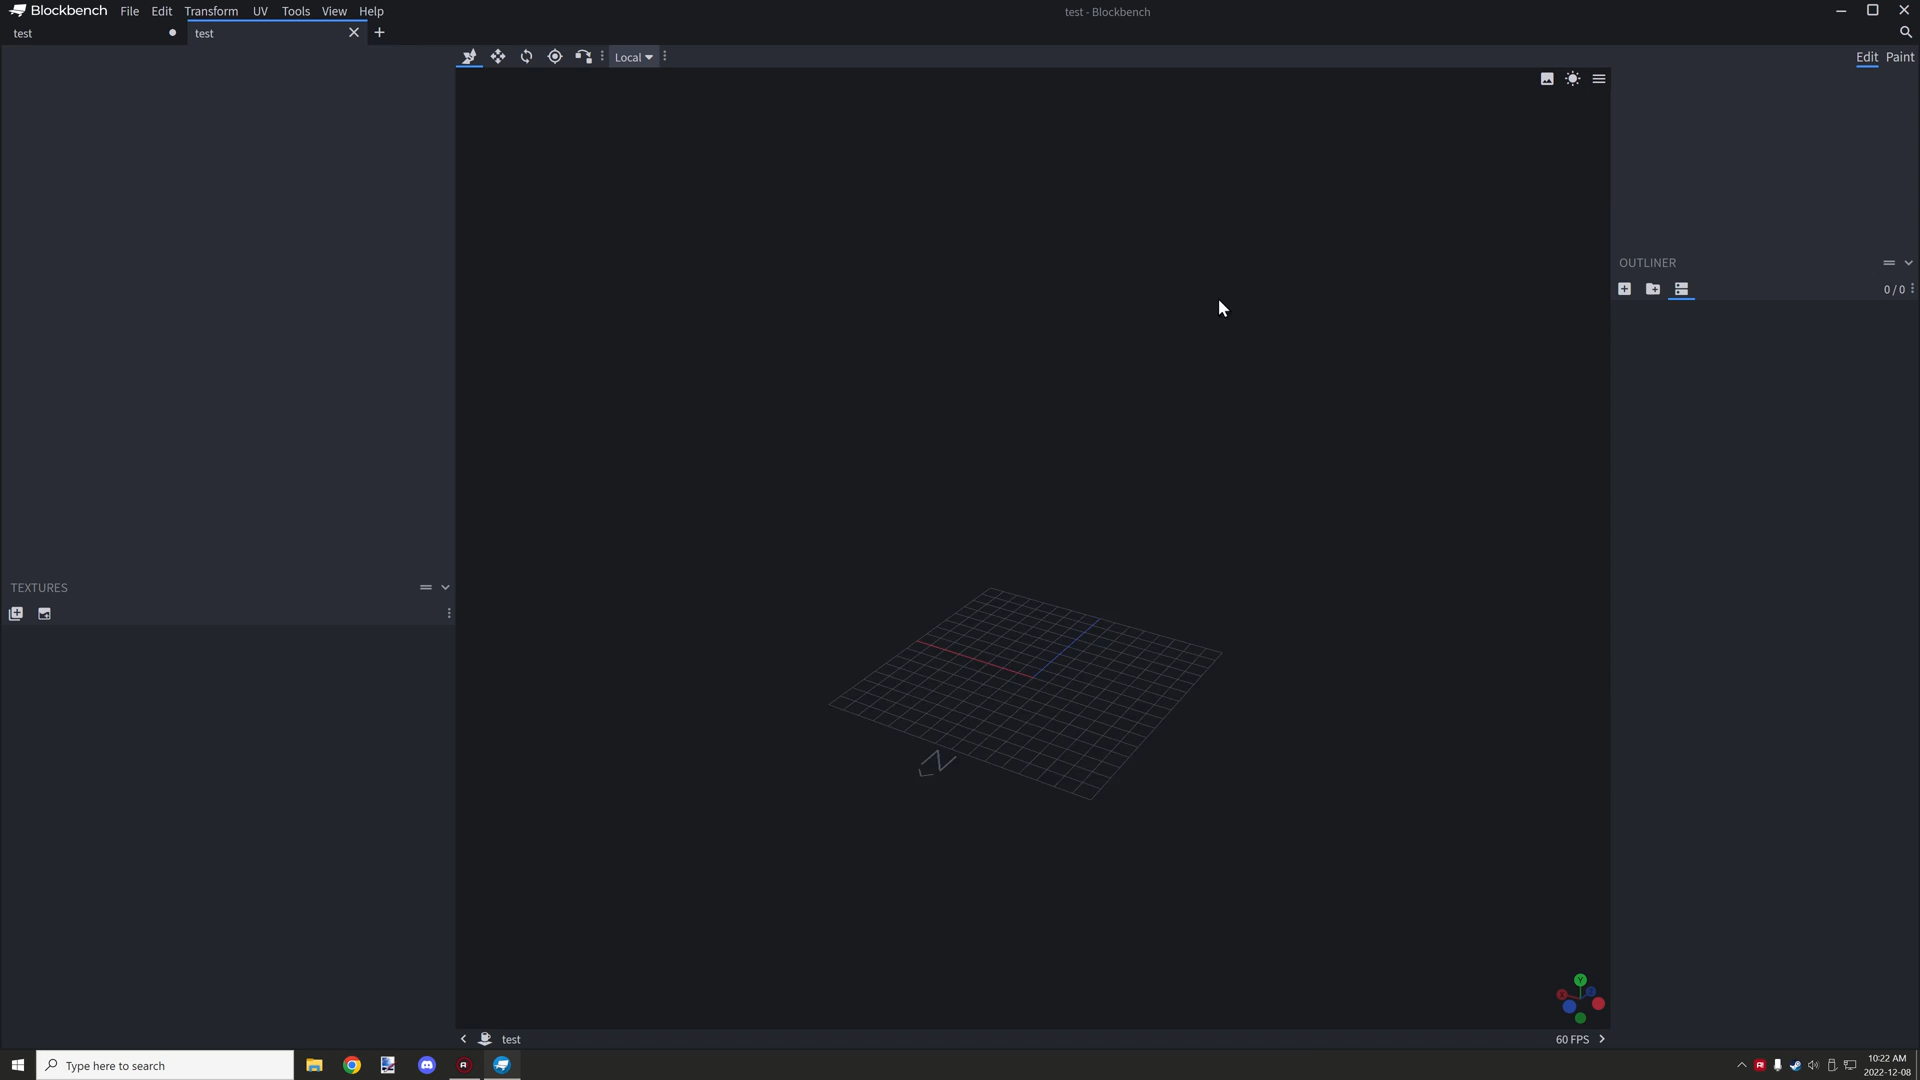 Blockbench File Edit Transform UV Tools View Help
test - Blockbench
test
test
Local
Edit Paint
OUTLINER
0 / 0
TEXTURES
Y
X
Z
test
60 FPS
Type here to search
10:22 AM
2022-12-08